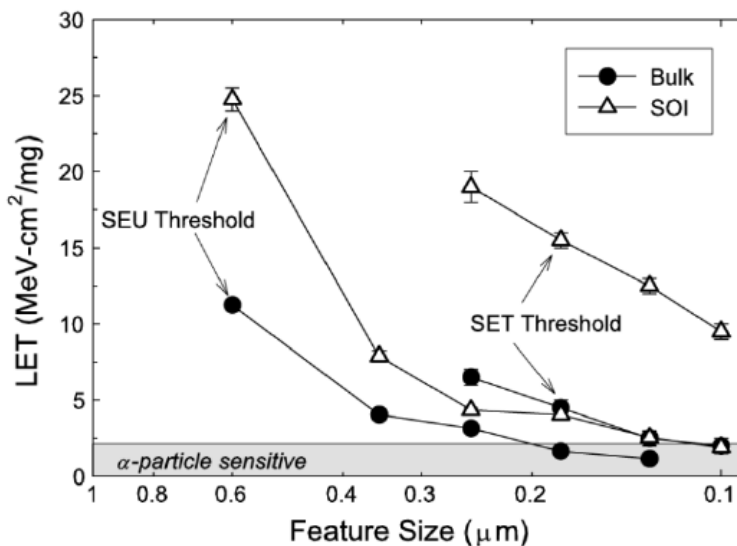 30
25
20
15
10
5
0
LET (MeV-cm²/mg)
Bulk
SOI
SEU Threshold
SET Threshold
α-particle sensitive
1 0.8 0.6 0.4 0.3 0.2 0.1
Feature Size (μm)